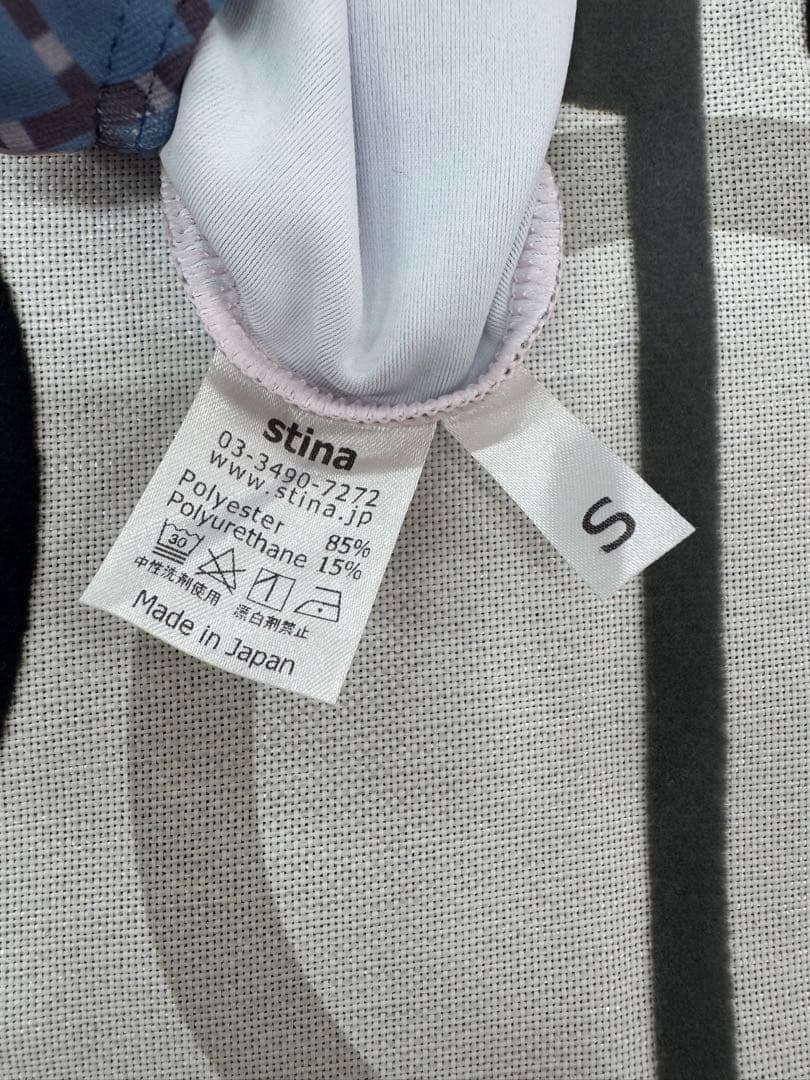 stina
03-3490-7272
www.stina.jp
Polyester 85%
Polyurethane 15%
30
中性洗剤使用 漂白剤禁止
Made in Japan
S